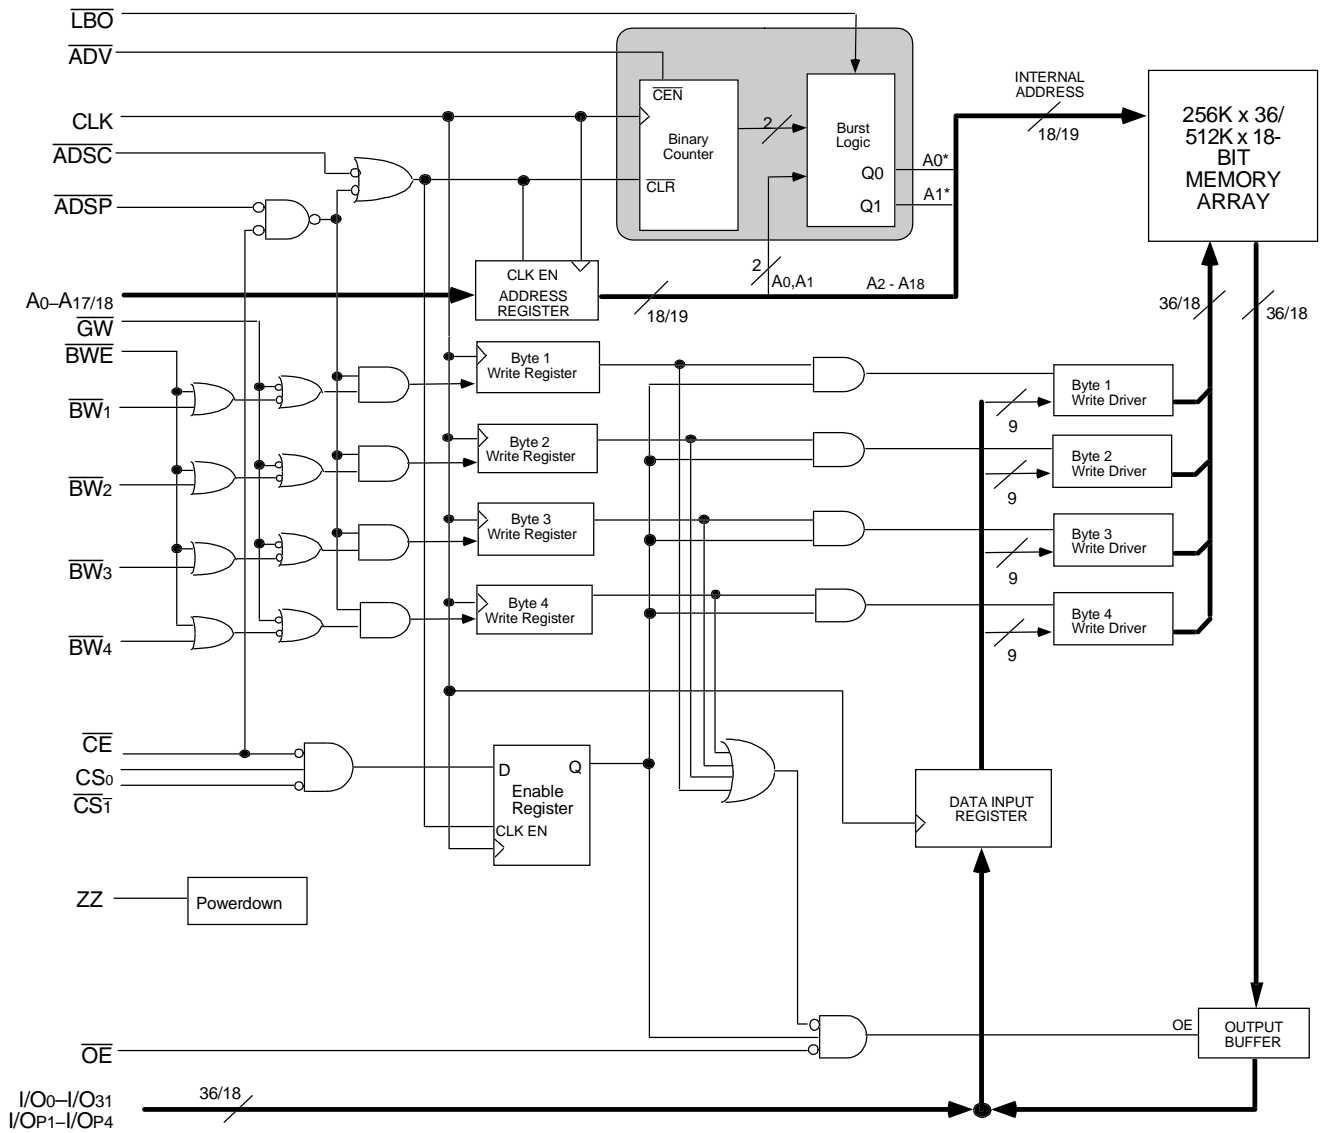 LBO
ADV
CLK
ADSC
ADSP
CEN
Binary
Counter
CLR
2
Burst
Logic
Q0
Q1
A0*
A1*
INTERNAL
ADDRESS
18/19
256K x 36/
512K x 18-
BIT
MEMORY
ARRAY
2
A0,A1
A2 - A18
A0–A17/18
CLK EN
ADDRESS
REGISTER
18/19
36/18
36/18
GW
BWE
BW1
BW2
BW3
BW4
Byte 1
Write Register
Byte 2
Write Register
Byte 3
Write Register
Byte 4
Write Register
9
Byte 1
Write Driver
9
Byte 2
Write Driver
9
Byte 3
Write Driver
9
Byte 4
Write Driver
CE
CS0
CS1
D
Q
Enable
Register
CLK EN
DATA INPUT
REGISTER
ZZ
Powerdown
OE
OE
OUTPUT
BUFFER
I/O0–I/O31
I/OP1–I/OP4
36/18